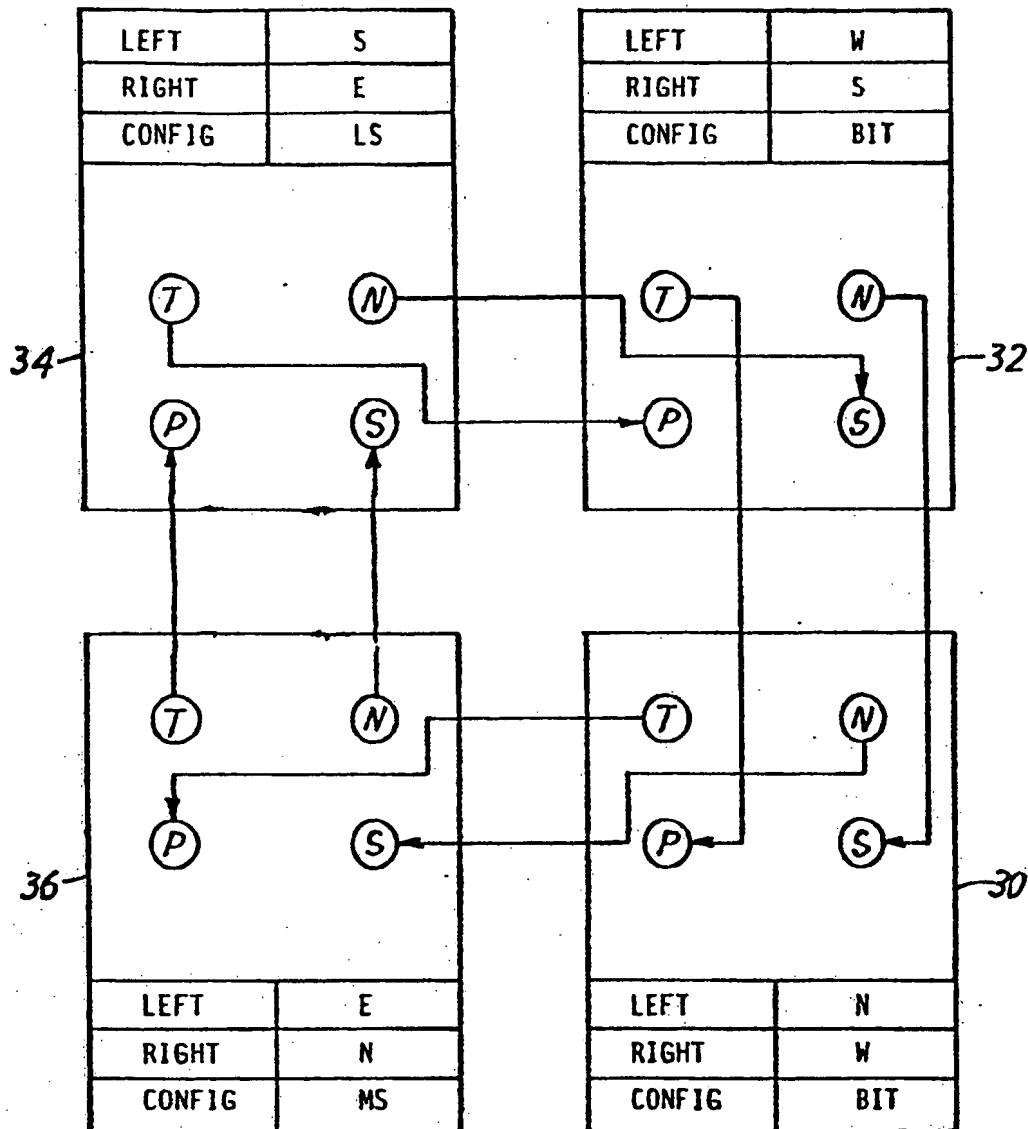 LEFT S
RIGHT E
CONFIG LS
LEFT W
RIGHT S
CONFIG BIT
T N T N
34 32
P S P S
T N T N
P S P S
36 30
LEFT E
RIGHT N
CONFIG MS
LEFT N
RIGHT W
CONFIG BIT